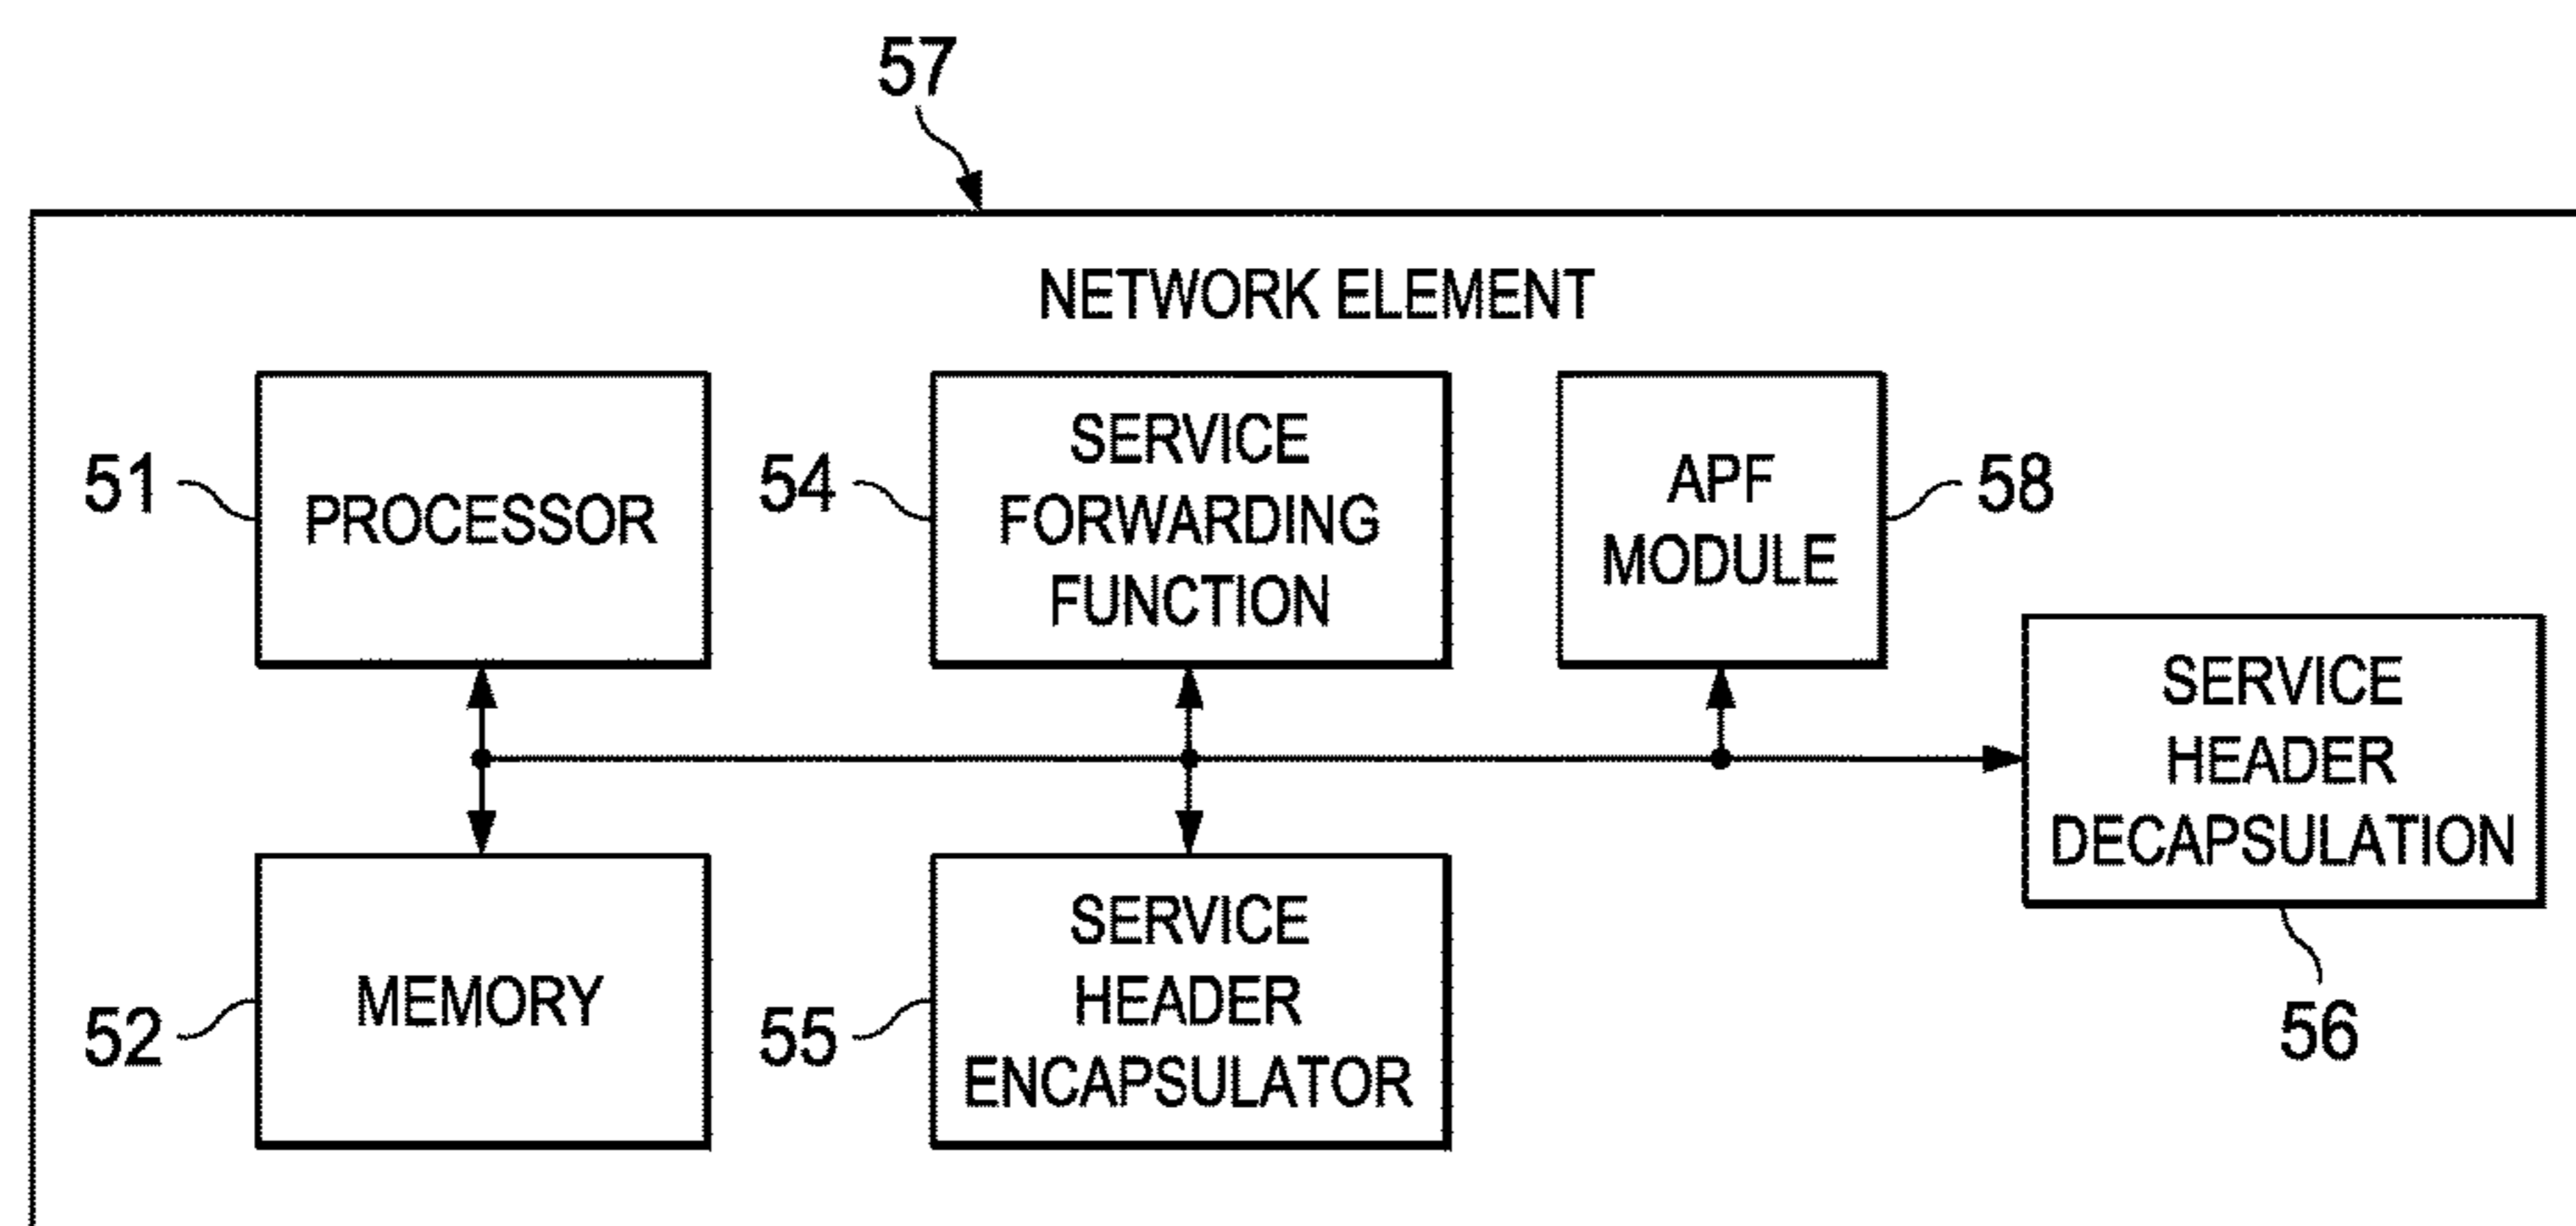 57
NETWORK ELEMENT
51
PROCESSOR
54
SERVICE
FORWARDING
FUNCTION
APF
MODULE
58
SERVICE
HEADER
DECAPSULATION
56
52
MEMORY
55
SERVICE
HEADER
ENCAPSULATOR